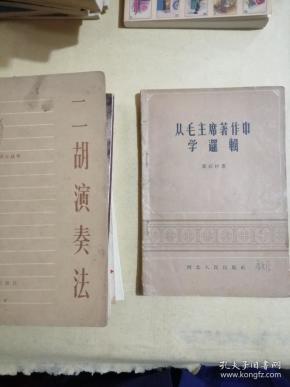 二胡演奏法
从毛主席著作中
学逻辑
河北人民出版社
孔夫子旧书网